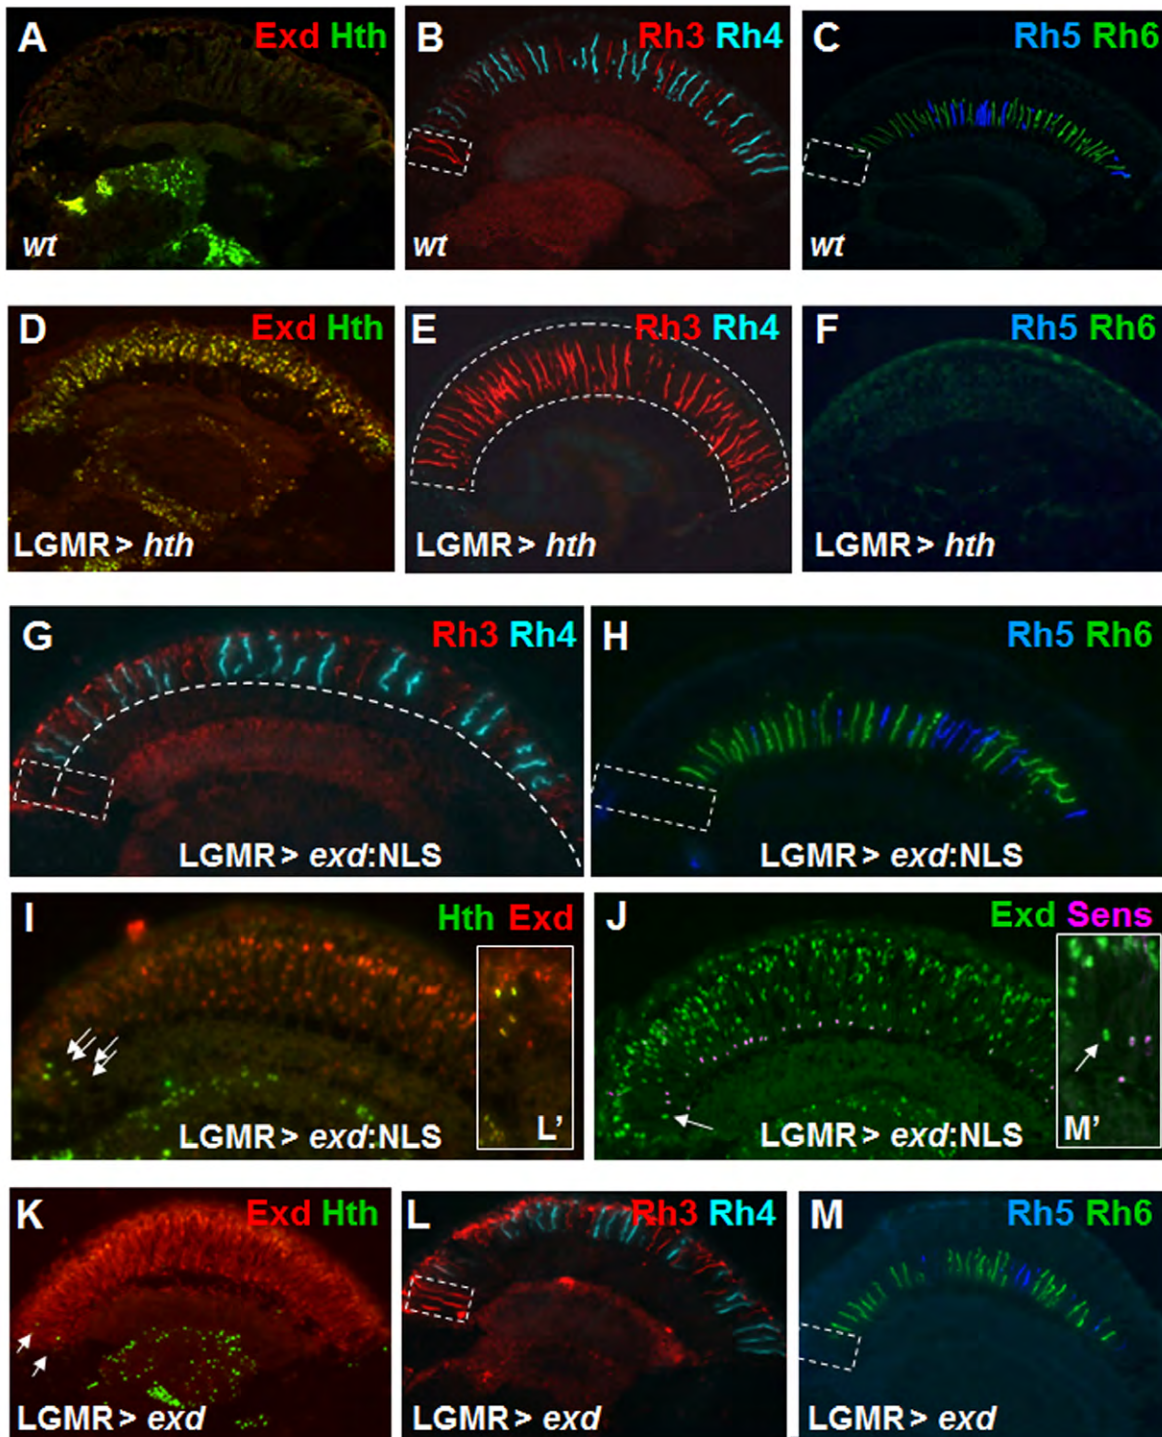 A Exd Hth
wt
B Rh3 Rh4
wt
C Rh5 Rh6
wt
D Exd Hth
LGMR > hth
E Rh3 Rh4
LGMR > hth
F Rh5 Rh6
LGMR > hth
G Rh3 Rh4
LGMR > exd:NLS
H Rh5 Rh6
LGMR > exd:NLS
I Hth Exd
L'
LGMR > exd:NLS
J Exd Sens
M'
LGMR > exd:NLS
K Exd Hth
LGMR > exd
L Rh3 Rh4
LGMR > exd
M Rh5 Rh6
LGMR > exd